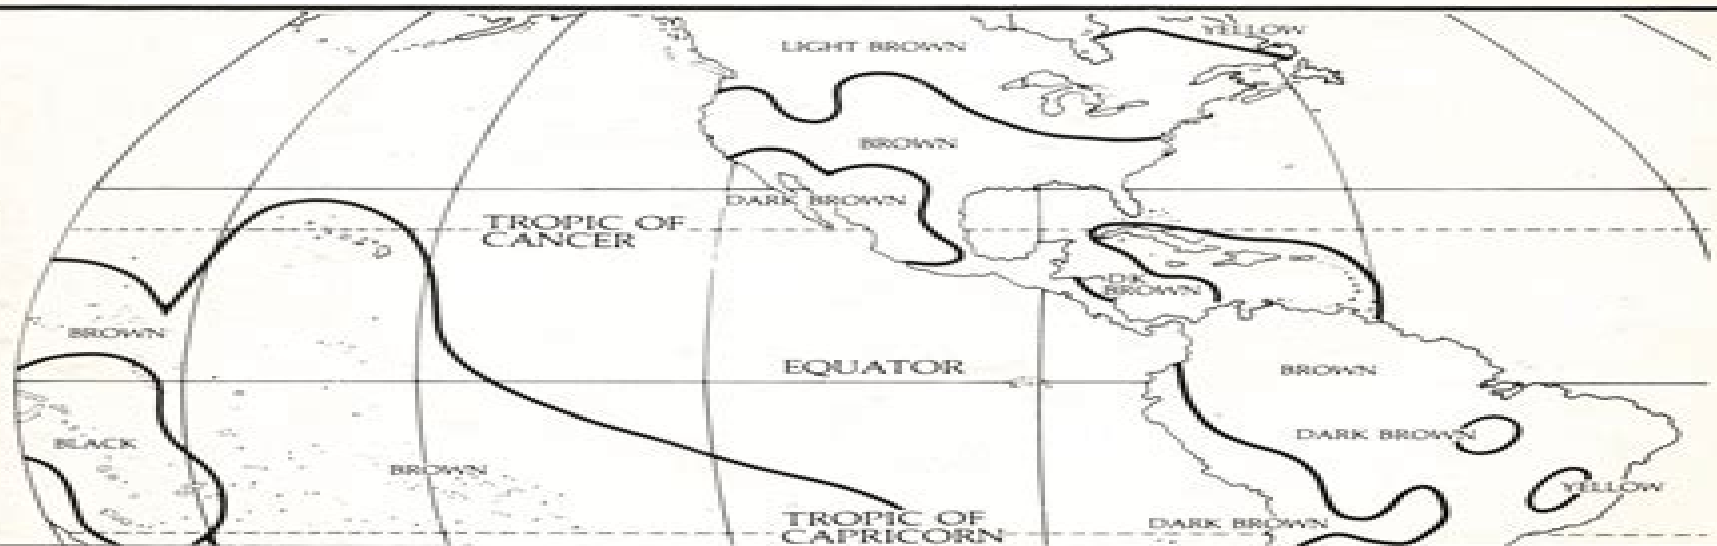 YELLOW
LIGHT BROWN
BROWN
DARK BROWN
TROPIC OF
CANCER
DK
BROWN
BROWN
EQUATOR
BROWN
DARK BROWN
BLACK
BROWN
YELLOW
TROPIC OF
CAPRICORN
DARK BROWN